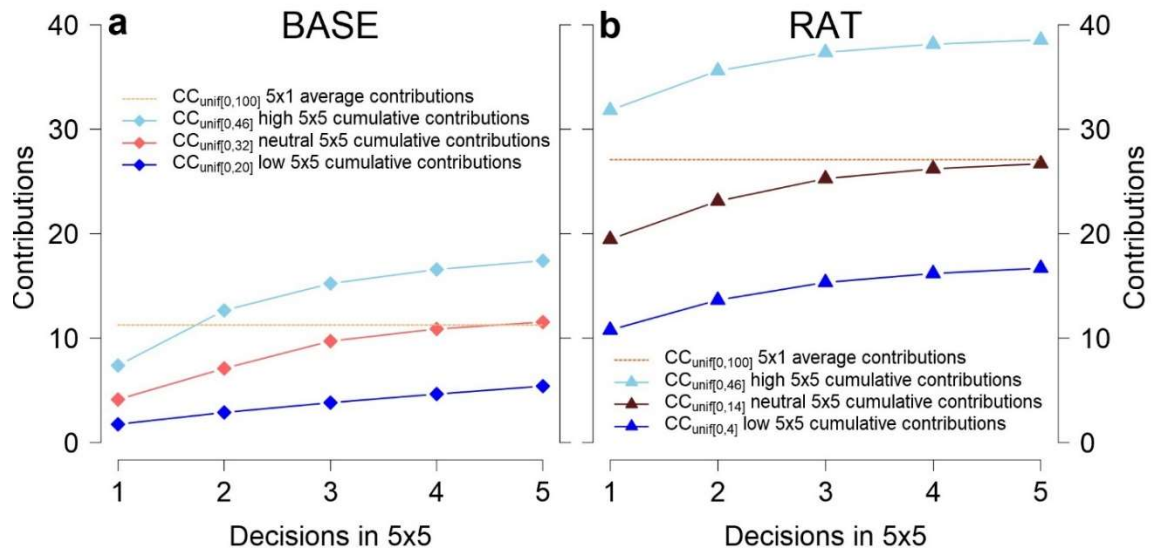 a BASE
40
30
20
10
0
Contributions
CCunif[0,100] 5x1 average contributions
CCunif[0,46] high 5x5 cumulative contributions
CCunif[0,32] neutral 5x5 cumulative contributions
CCunif[0,20] low 5x5 cumulative contributions
1 2 3 4 5
Decisions in 5x5
b RAT
40
30
20
10
0
Contributions
CCunif[0,100] 5x1 average contributions
CCunif[0,46] high 5x5 cumulative contributions
CCunif[0,14] neutral 5x5 cumulative contributions
CCunif[0,4] low 5x5 cumulative contributions
1 2 3 4 5
Decisions in 5x5